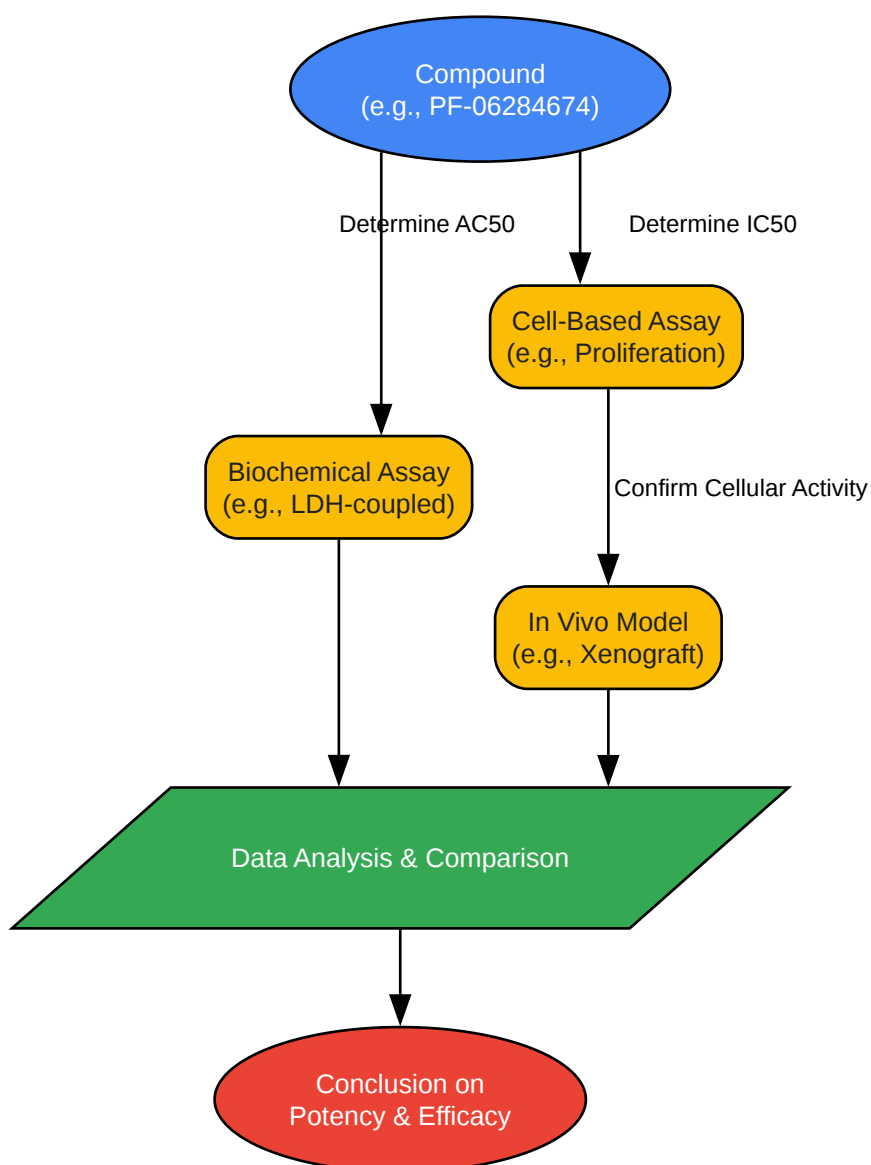 Compound
(e.g., PF-06284674)
Determine AC50
Determine IC50
Cell-Based Assay
(e.g., Proliferation)
Biochemical Assay
(e.g., LDH-coupled)
Confirm Cellular Activity
In Vivo Model
(e.g., Xenograft)
Data Analysis & Comparison
Conclusion on
Potency & Efficacy